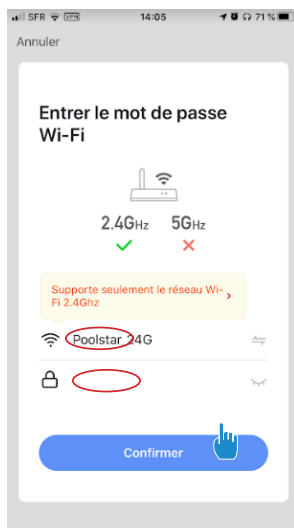 SFR VPN 14:05 71 %
Annuler
Entrer le mot de passe
Wi-Fi
2.4GHz 5GHz
Supporte seulement le réseau Wi-
Fi 2.4Ghz
Poolstar 24G
Confirmer